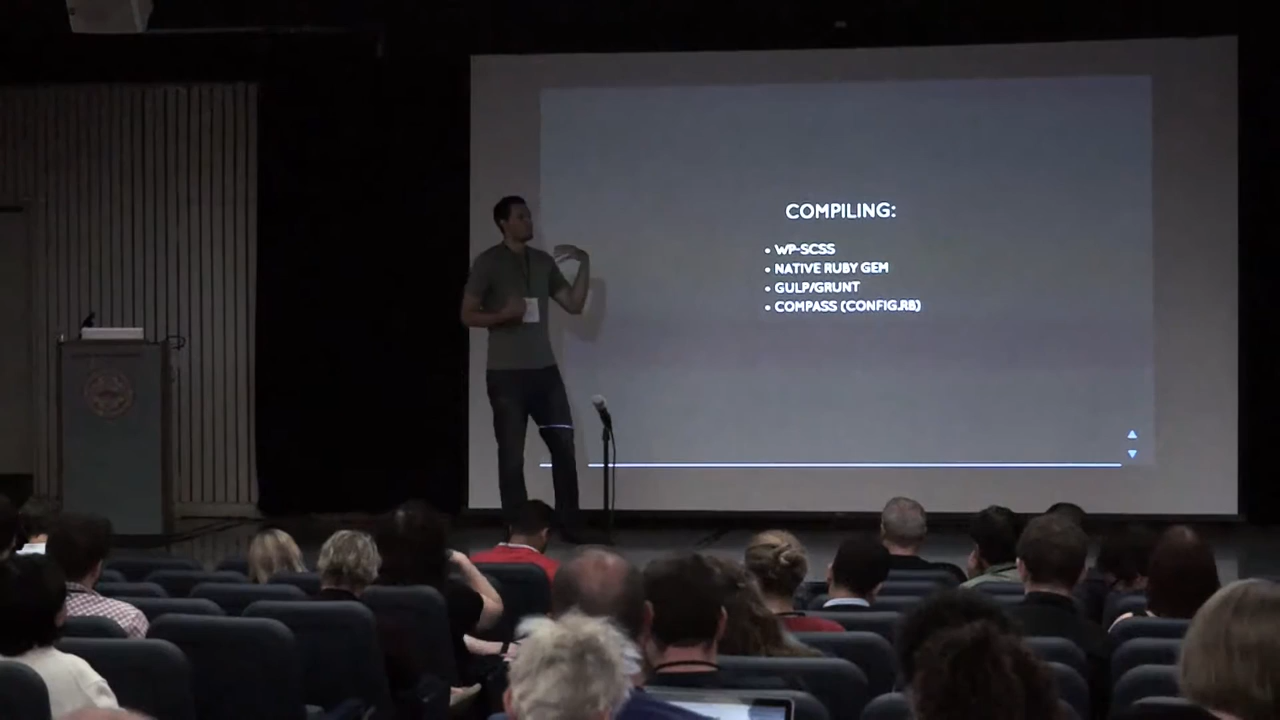 COMPILING:
• WP-SCSS
• NATIVE RUBY GEM
• GULP/GRUNT
• COMPASS (CONFIG.RB)